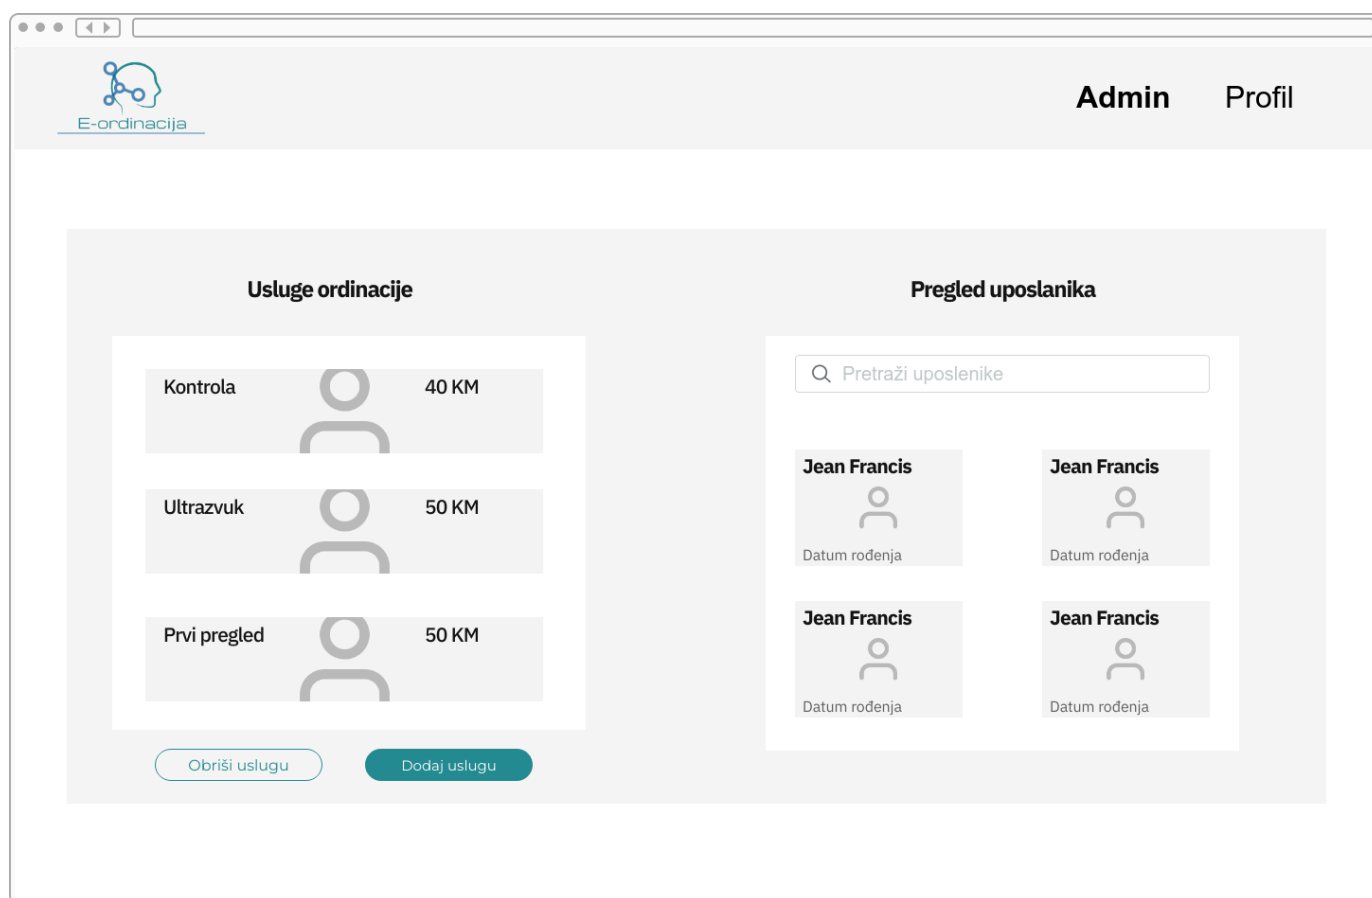 E-ordinacija
Admin
Profil
Usluge ordinacije
Kontrola
40 KM
Ultrazvuk
50 KM
Prvi pregled
50 KM
Obriši uslugu
Dodaj uslugu
Pregled uposlanika
Pretraži uposlenike
Jean Francis
Datum rođenja
Jean Francis
Datum rođenja
Jean Francis
Datum rođenja
Jean Francis
Datum rođenja